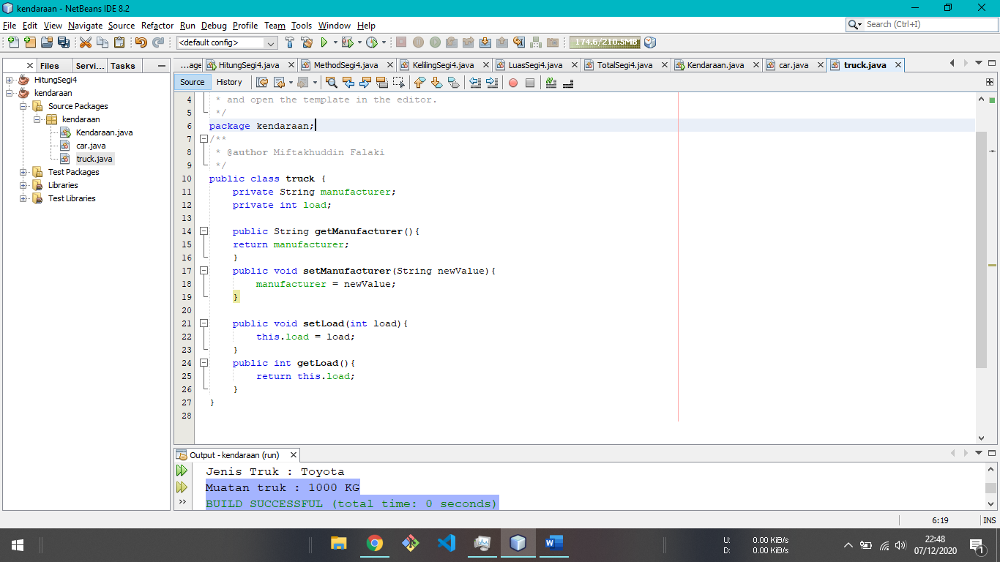 kendaraan - NetBeans IDE 8.2
File Edit View Navigate Source Refactor Run Debug Profile Team Tools Window Help
Search (Ctrl+I)
<default config>
174.6/210.5MB
Files Servi... Tasks
...age HitungSegi4.java MethodSegi4.java KelilingSegi4.java LuasSegi4.java TotalSegi4.java Kendaraan.java car.java truck.java
HitungSegi4
kendaraan
Source Packages
kendaraan
Kendaraan.java
car.java
truck.java
Test Packages
Libraries
Test Libraries
Source History
4 * and open the template in the editor.
5 */
6 package kendaraan;
7 /**
8 * @author Miftakhuddin Falaki
9 */
10 public class truck {
11 private String manufacturer;
12 private int load;
13
14 public String getManufacturer(){
15 return manufacturer;
16 }
17 public void setManufacturer(String newValue){
18 manufacturer = newValue;
19 }
20
21 public void setLoad(int load){
22 this.load = load;
23 }
24 public int getLoad(){
25 return this.load;
26 }
27 }
28
Output - kendaraan (run)
Jenis Truk : Toyota
Muatan truk : 1000 KG
BUILD SUCCESSFUL (total time: 0 seconds)
6:19 INS
U: 0.00 KiB/s
D: 0.00 KiB/s
22:48
07/12/2020
1